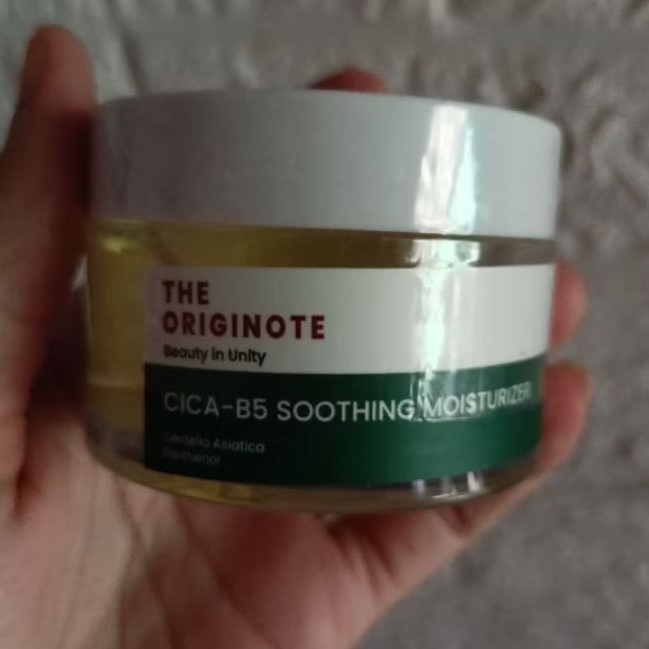 THE
ORIGINOTE
Beauty in Unity
CICA-B5 SOOTHING MOISTURIZER
Centella Asiatica
Panthenol